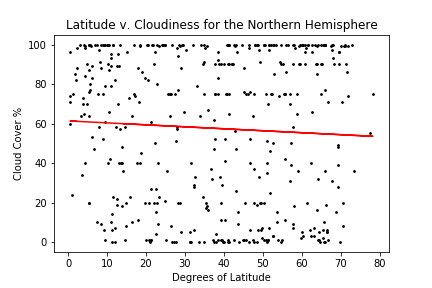 Latitude v. Cloudiness for the Northern Hemisphere
100
80
60
40
20
0
Cloud Cover %
0 10 20 30 40 50 60 70 80
Degrees of Latitude